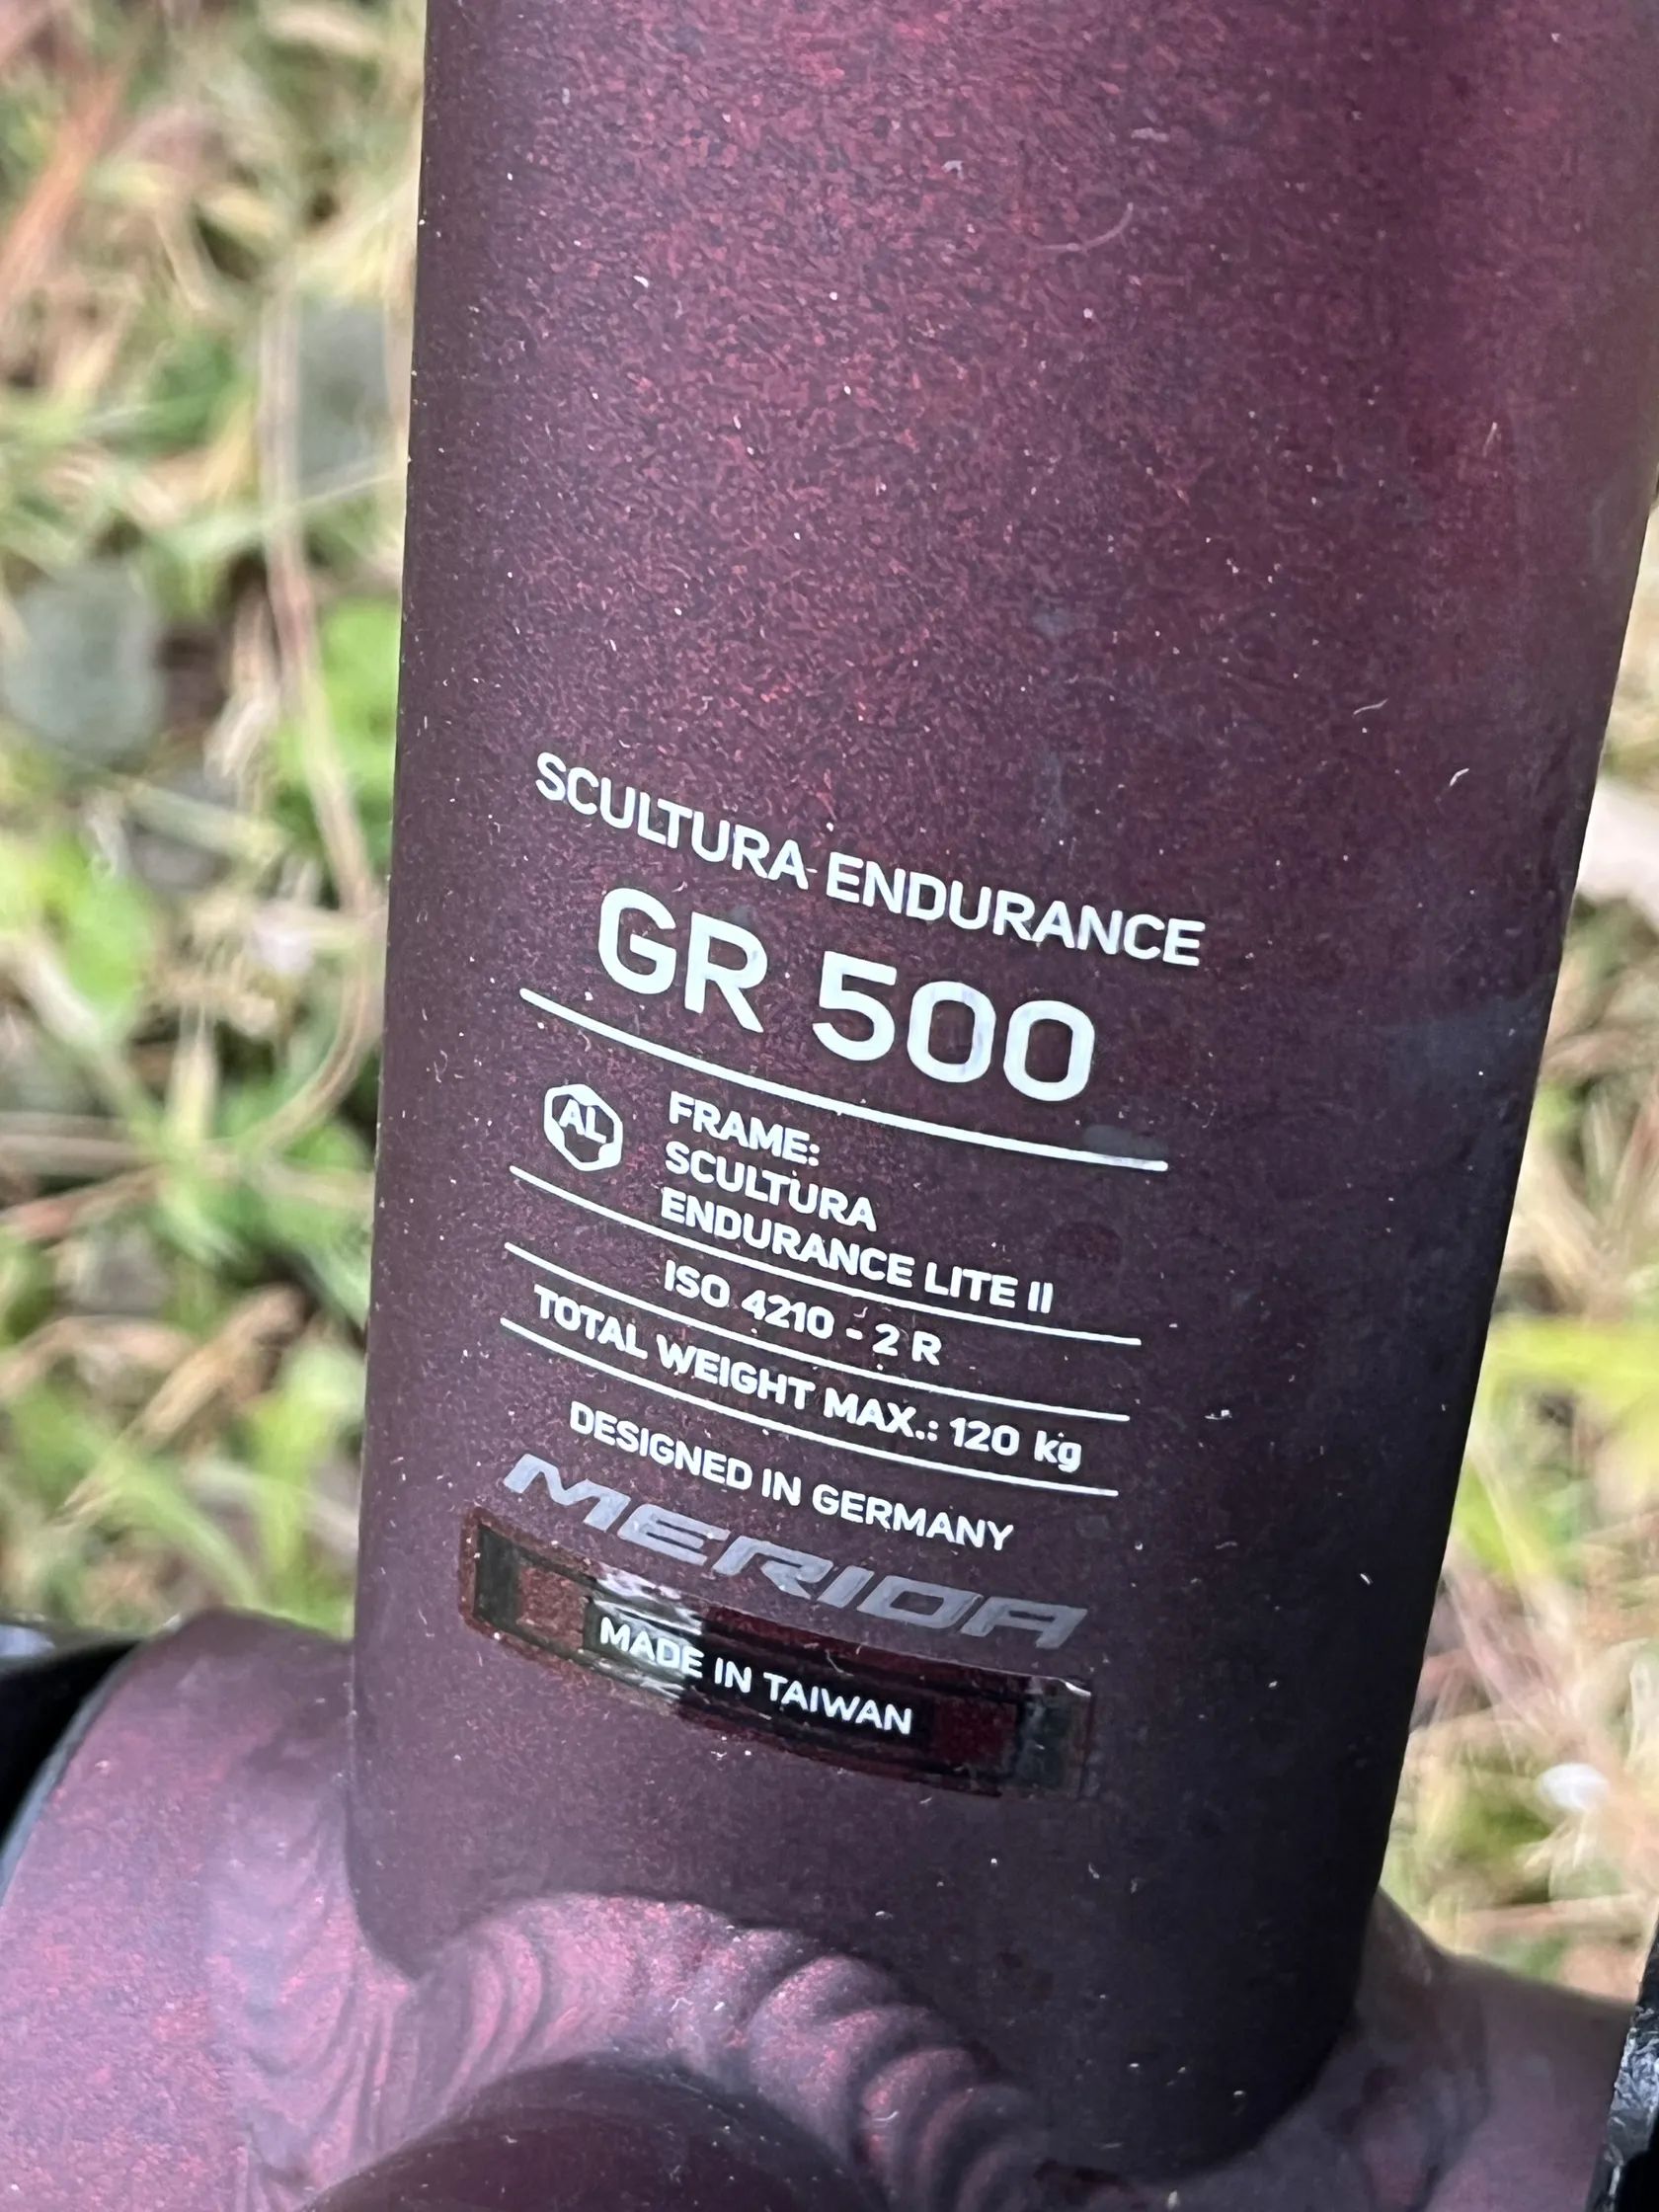 SCULTURA ENDURANCE
GR 500
AL
FRAME:
SCULTURA
ENDURANCE LITE II
ISO 4210 - 2 R
TOTAL WEIGHT MAX.: 120 kg
DESIGNED IN GERMANY
MERIDA
MADE IN TAIWAN